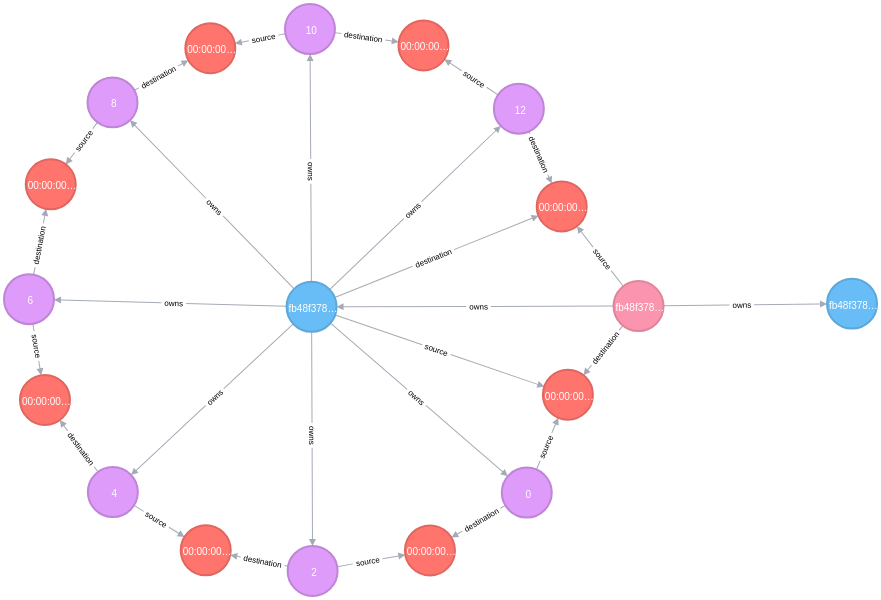 10
source
destination
00:00:00...
00:00:00...
destination
source
8
12
source
destination
00:00:00...
owns
00:00:00...
owns
owns
destination
destination
source
6
owns
fb48f378...
owns
fb48f378...
owns
fb48f378...
source
source
destination
00:00:00...
owns
owns
00:00:00...
destination
owns
source
4
0
source
destination
00:00:00...
destination
2
source
00:00:00...